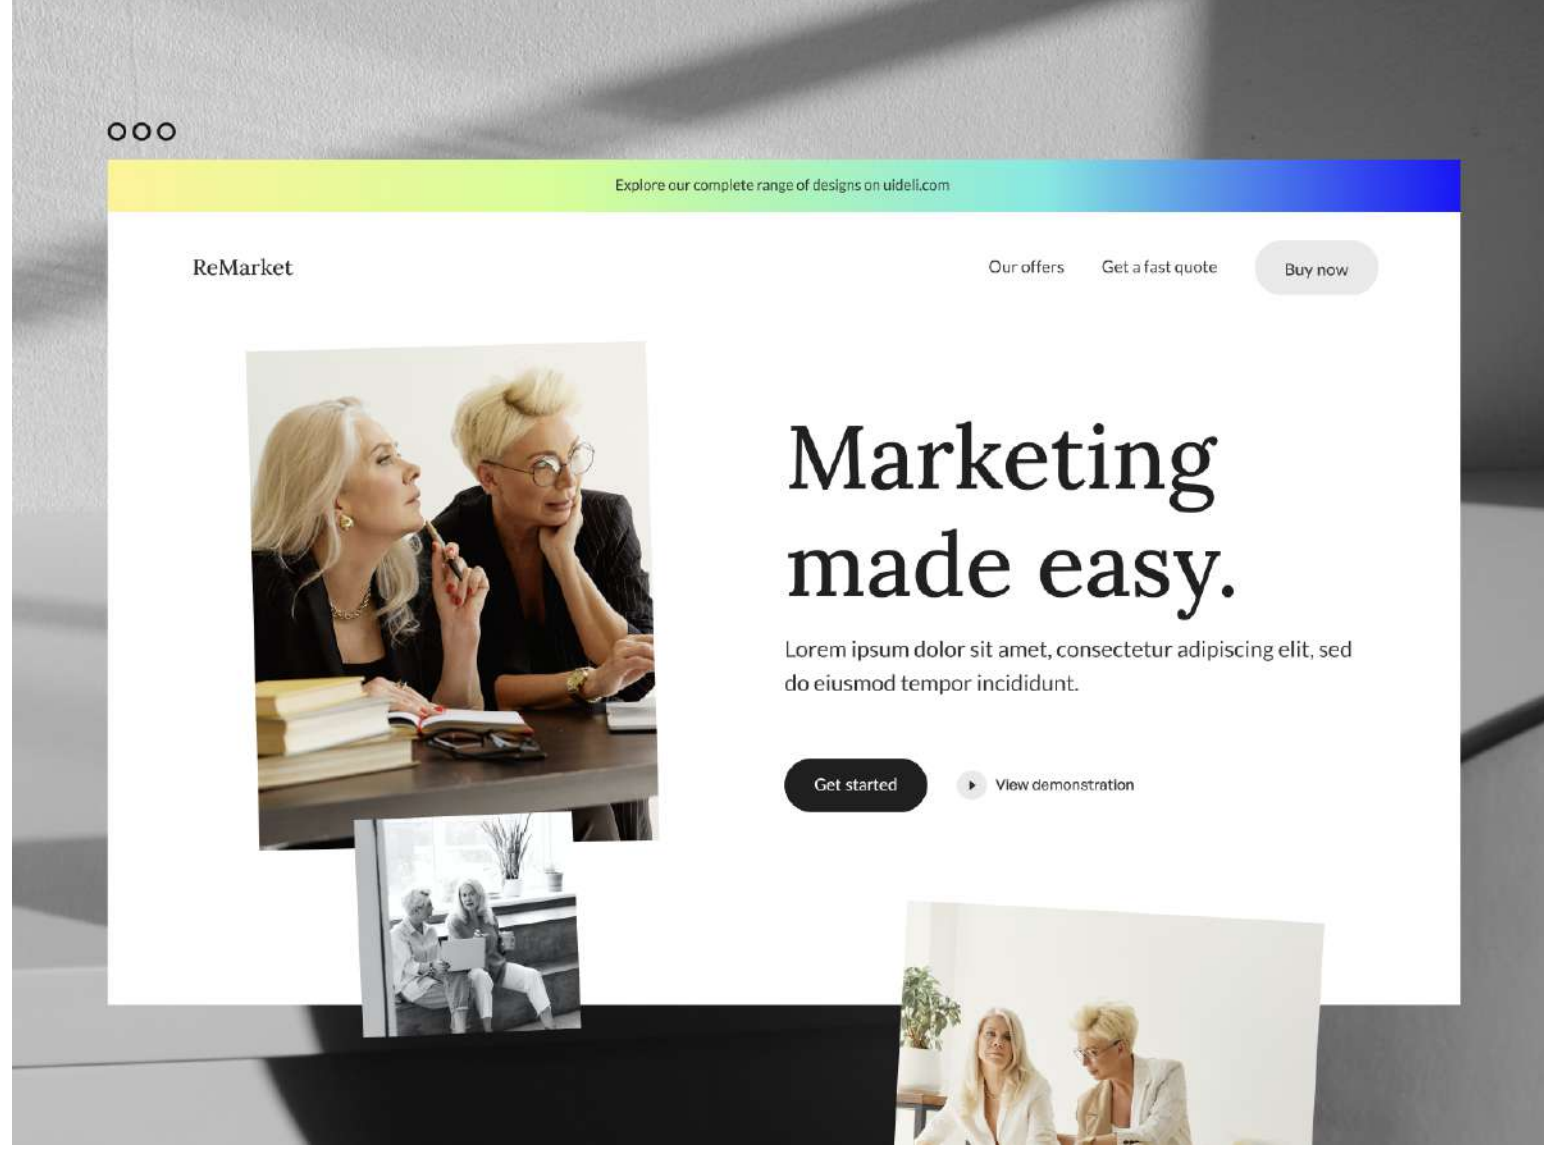 Explore our complete range of designs on uideli.com
ReMarket
Our offers
Get a fast quote
Buy now
Marketing
made easy.
Lorem ipsum dolor sit amet, consectetur adipiscing elit, sed
do eiusmod tempor incididunt.
Get started
View demonstration